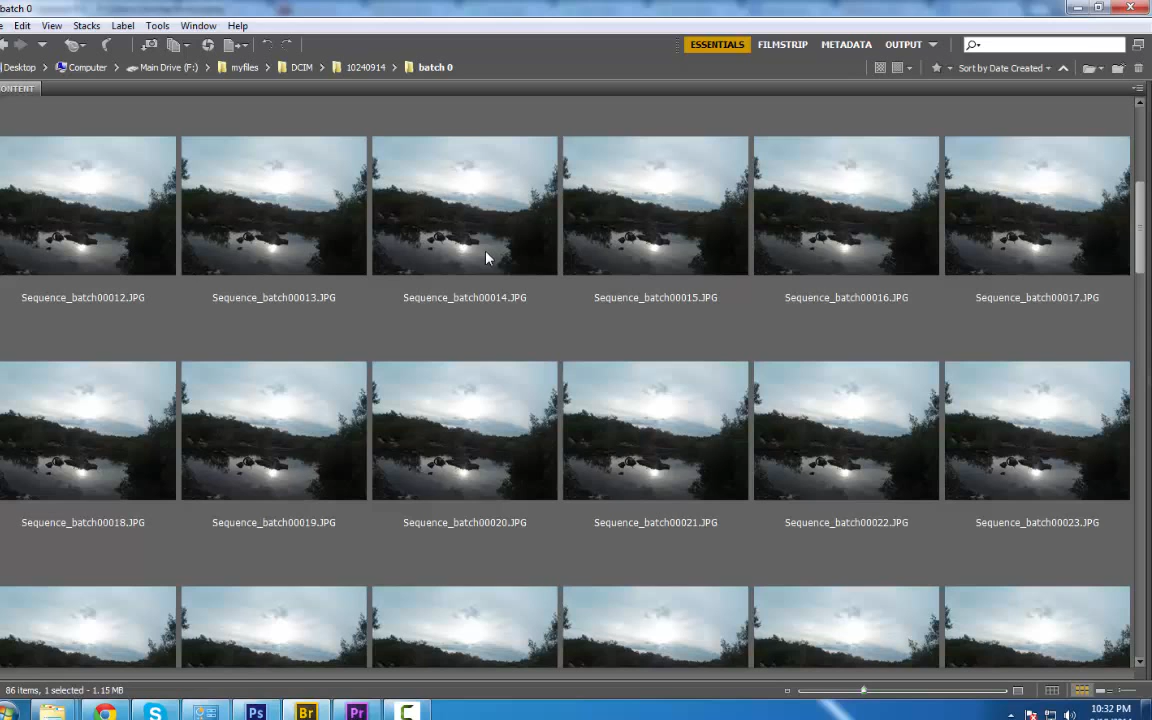 batch 0
Edit View Stacks Label Tools Window Help
ESSENTIALS FILMSTRIP METADATA OUTPUT
Desktop > Computer > Main Drive (F:) > myfiles > DCIM > 10240914 > batch 0
Sort by Date Created
ONTENT
Sequence_batch00012.JPG Sequence_batch00013.JPG Sequence_batch00014.JPG Sequence_batch00015.JPG Sequence_batch00016.JPG Sequence_batch00017.JPG
Sequence_batch00018.JPG Sequence_batch00019.JPG Sequence_batch00020.JPG Sequence_batch00021.JPG Sequence_batch00022.JPG Sequence_batch00023.JPG
86 items, 1 selected - 1.15 MB
Ps Br Pr
10:32 PM